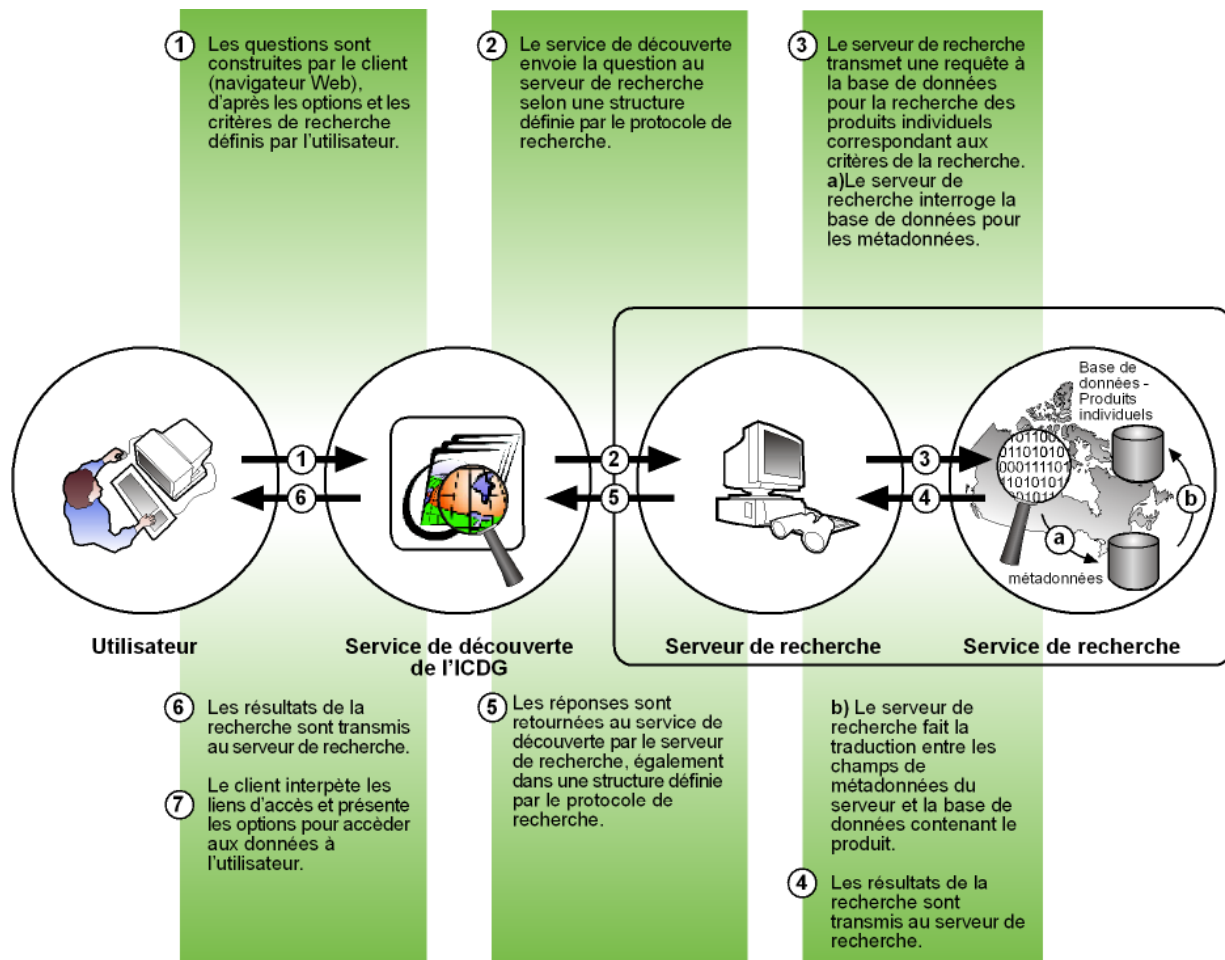 1 Les questions sont
construites par le client
(navigateur Web),
d'après les options et les
critères de recherche
définis par l'utilisateur.
2 Le service de découverte
envoie la question au
serveur de recherche
selon une structure
définie par le protocole de
recherche.
3 Le serveur de recherche
transmet une requête à
la base de données
pour la recherche des
produits individuels
correspondant aux
critères de la recherche.
a)Le serveur de
recherche interroge la
base de données pour
les métadonnées.
1
6
2
5
3
4
Base de
données -
Produits
individuels
101100
01101010
000111101
11010101
101011
a
b
métadonnées
Utilisateur
Service de découverte
de l'ICDG
Serveur de recherche
Service de recherche
6 Les résultats de la
recherche sont transmis
au serveur de recherche.
7 Le client interpète les
liens d'accès et présente
les options pour accèder
aux données à
l'utilisateur.
5 Les réponses sont
retournées au service de
découverte par le serveur
de recherche, également
dans une structure définie
par le protocole de
recherche.
b) Le serveur de
recherche fait la
traduction entre les
champs de
métadonnées du
serveur et la base de
données contenant le
produit.
4 Les résultats de la
recherche sont
transmis au serveur de
recherche.